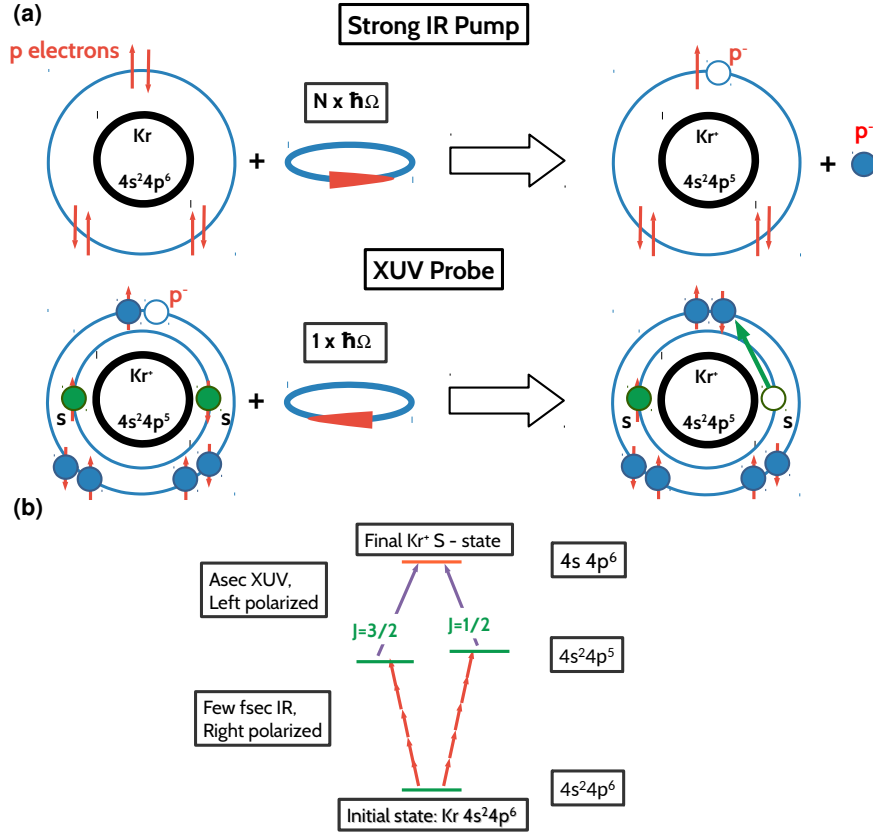 (a)
Strong IR Pump
p electrons
p⁻
N x ħΩ
Kr
4s²4p⁶
+
Kr⁺
4s²4p⁵
+
p⁻
XUV Probe
p⁻
1 x ħΩ
Kr⁺
4s²4p⁵
S
S
+
Kr⁺
4s²4p⁵
S
S
(b)
Final Kr⁺ S - state
4s 4p⁶
Asec XUV,
Left polarized
J=3/2
J=1/2
4s²4p⁵
Few fsec IR,
Right polarized
4s²4p⁶
Initial state: Kr 4s²4p⁶